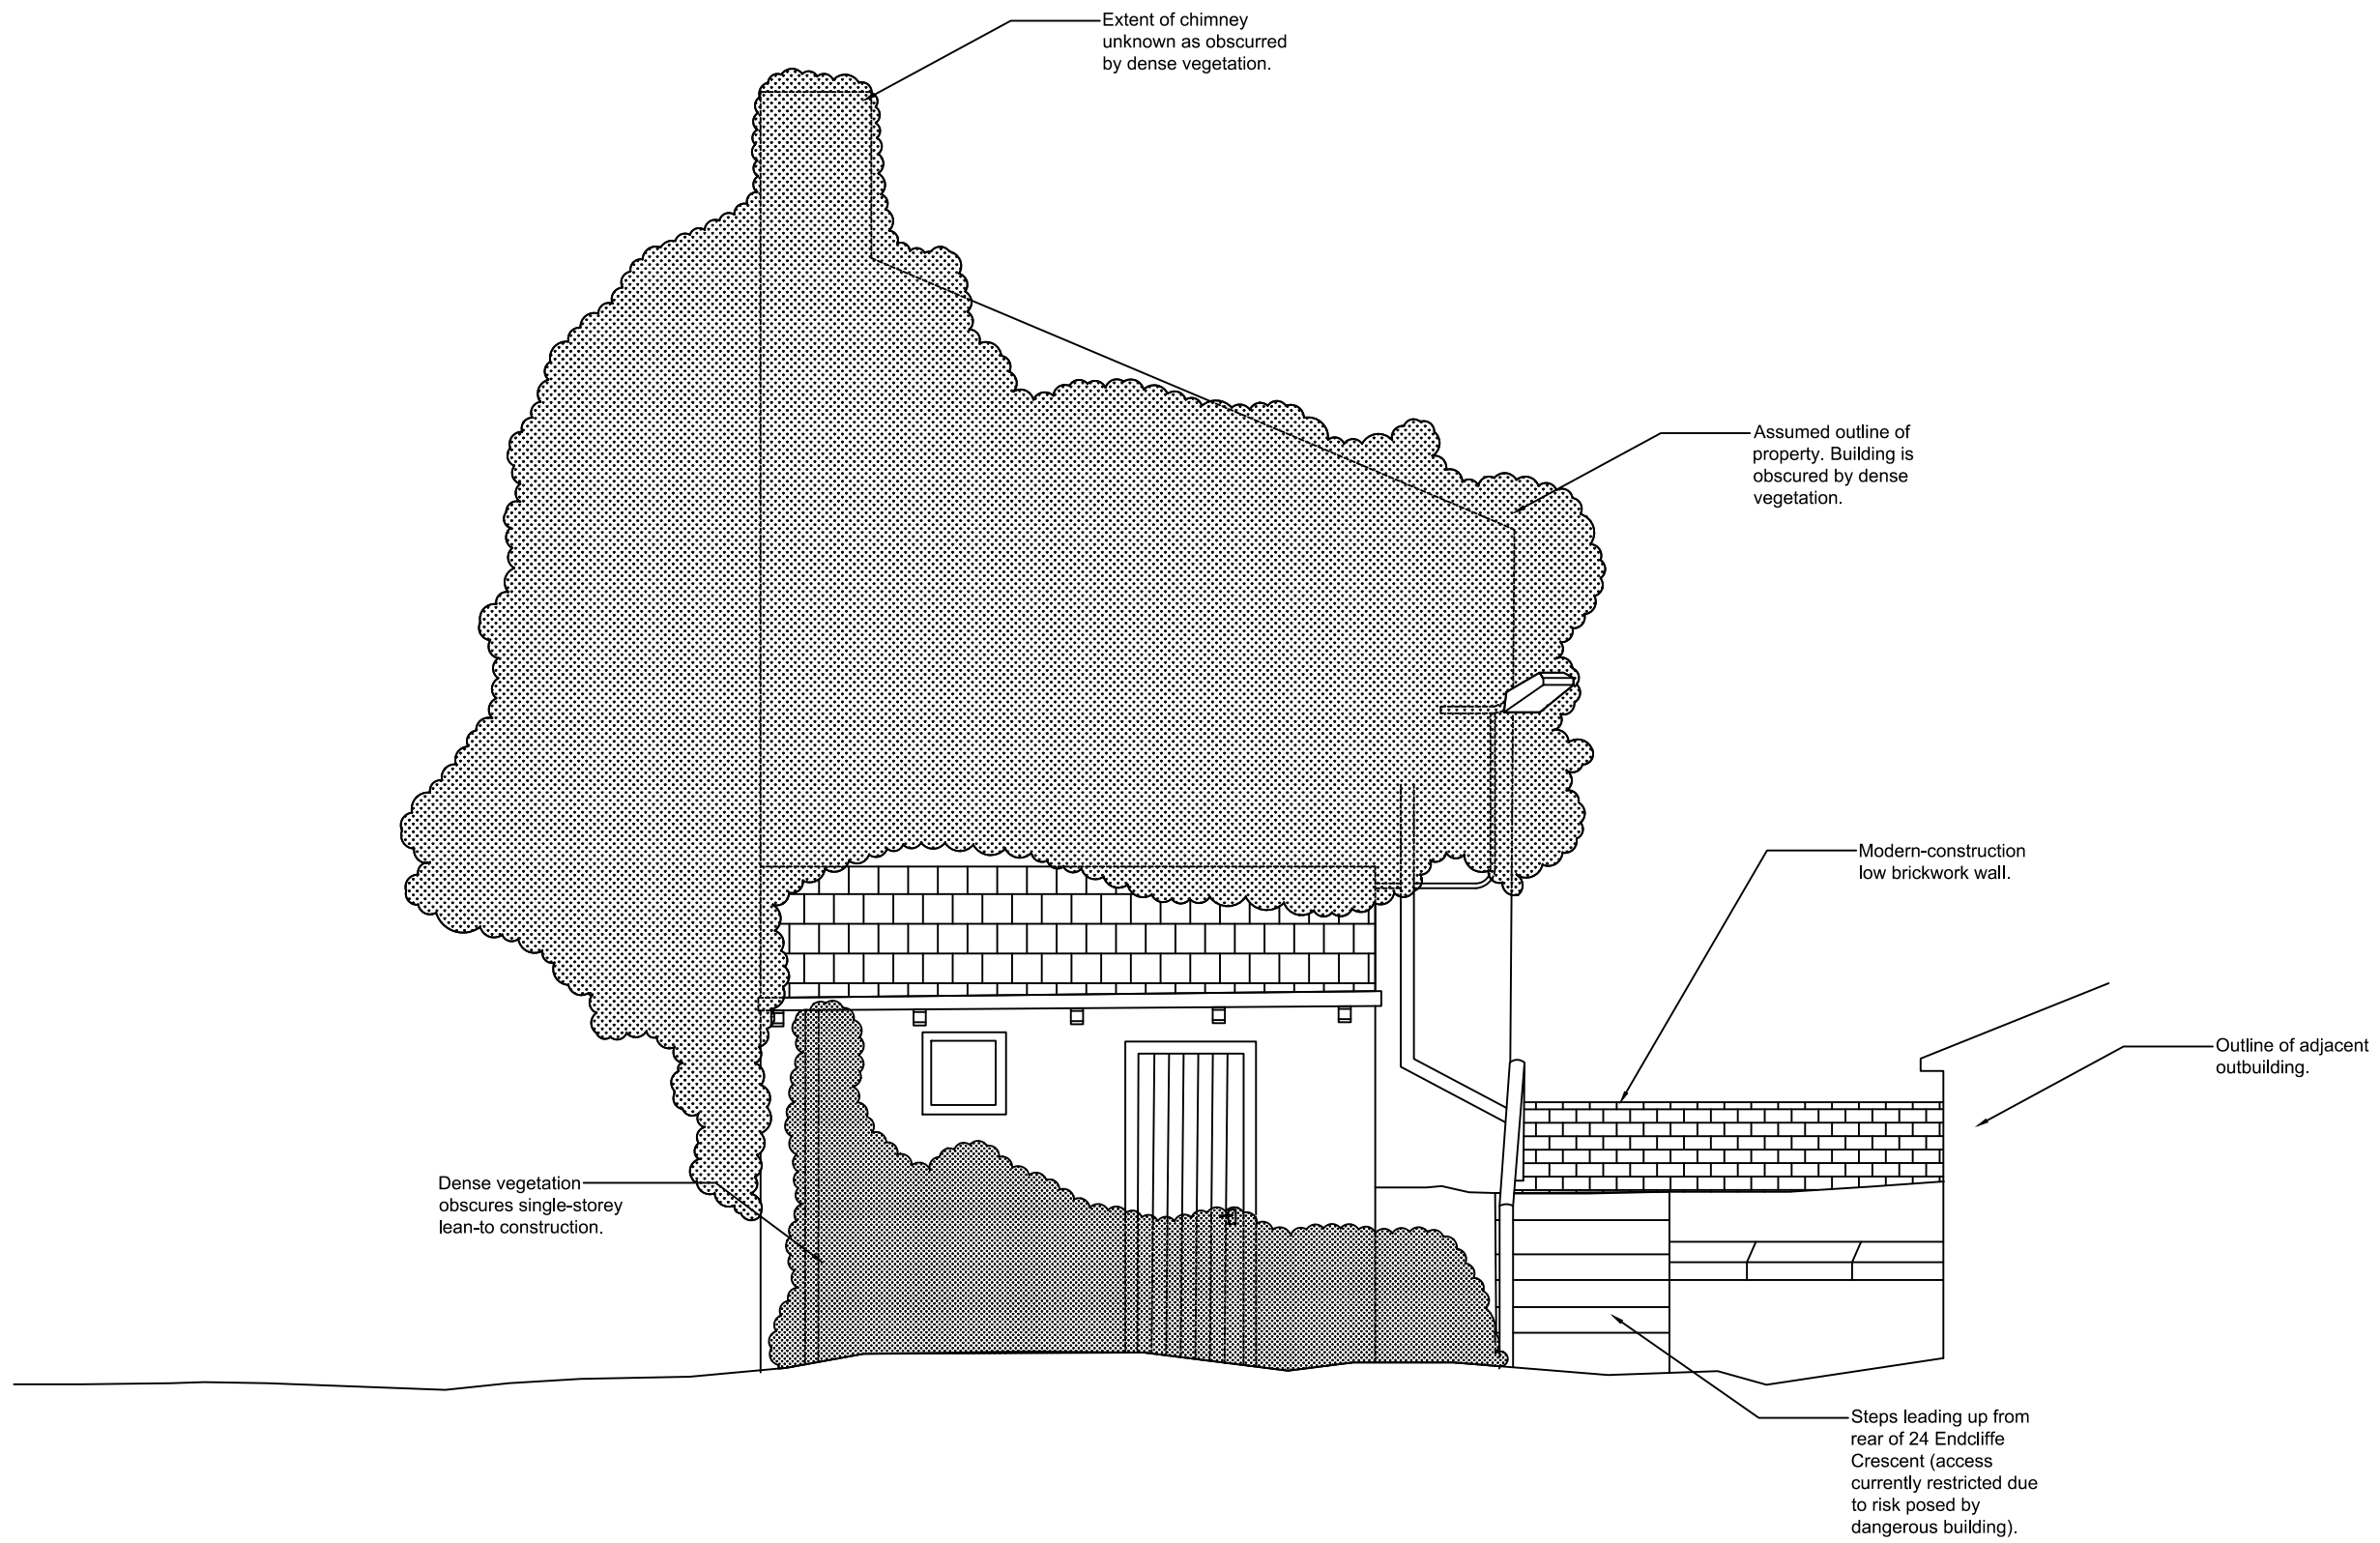 Extent of chimney
unknown as obscurred
by dense vegetation.
Assumed outline of
property. Building is
obscured by dense
vegetation.
Modern-construction
low brickwork wall.
Outline of adjacent
outbuilding.
Dense vegetation
obscures single-storey
lean-to construction.
Steps leading up from
rear of 24 Endcliffe
Crescent (access
currently restricted due
to risk posed by
dangerous building).